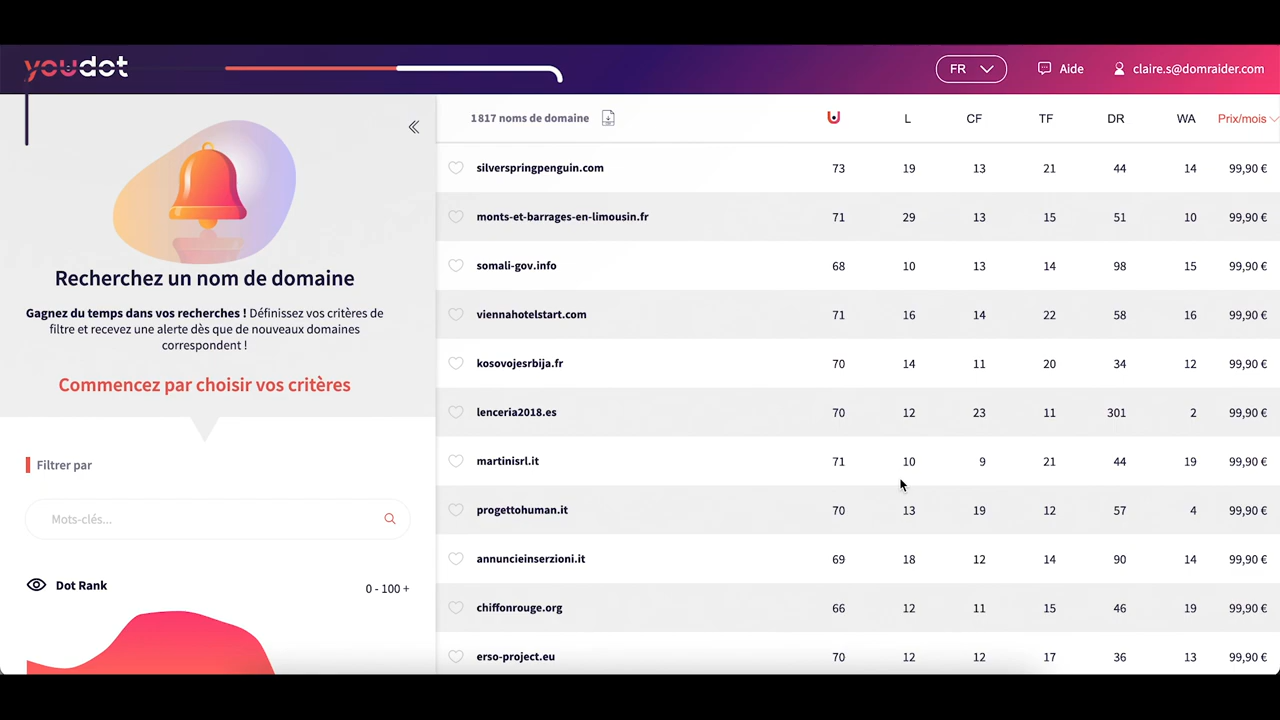 youdot
FR
Aide
claire.s@domraider.com
Recherchez un nom de domaine
Gagnez du temps dans vos recherches ! Définissez vos critères de
filtre et recevez une alerte dès que de nouveaux domaines
correspondent !
Commencez par choisir vos critères
Filtrer par
Mots-clés...
Dot Rank
0 - 100 +
1 817 noms de domaine L CF TF DR WA Prix/mois
silverspringpenguin.com 73 19 13 21 44 14 99,90 €
monts-et-barrages-en-limousin.fr 71 29 13 15 51 10 99,90 €
somali-gov.info 68 10 13 14 98 15 99,90 €
viennahotelstart.com 71 16 14 22 58 16 99,90 €
kosovojesrbija.fr 70 14 11 20 34 12 99,90 €
lenceria2018.es 70 12 23 11 301 2 99,90 €
martinisrl.it 71 10 9 21 44 19 99,90 €
progettohuman.it 70 13 19 12 57 4 99,90 €
annuncieinserzioni.it 69 18 12 14 90 14 99,90 €
chiffonrouge.org 66 12 11 15 46 19 99,90 €
erso-project.eu 70 12 12 17 36 13 99,90 €